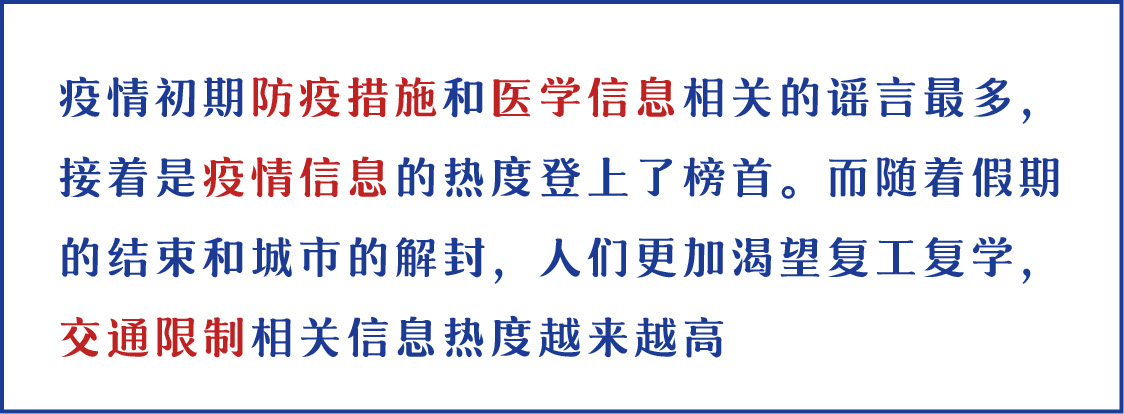 疫情初期防疫措施和医学信息相关的谣言最多，
接着是疫情信息的热度登上了榜首。而随着假期
的结束和城市的解封，人们更加渴望复工复学，
交通限制相关信息热度越来越高